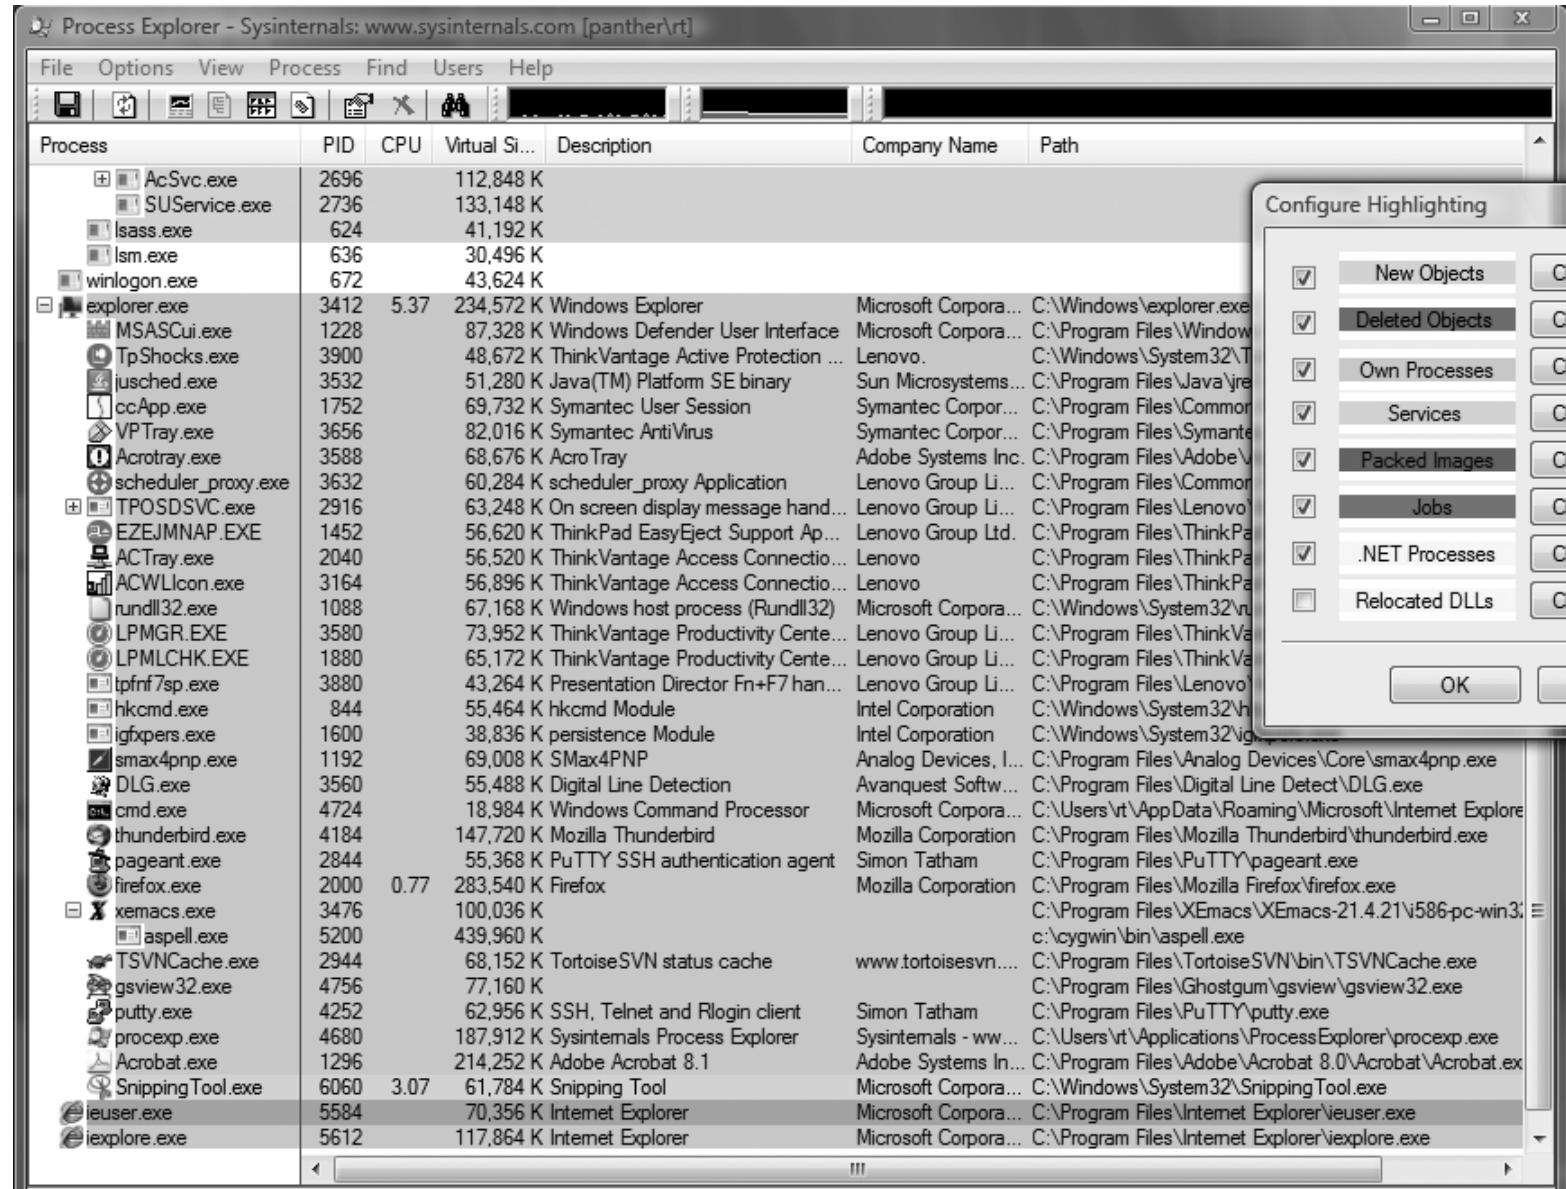 Process Explorer - Sysinternals: www.sysinternals.com [panther\rt]
File Options View Process Find Users Help
Process PID CPU Virtual Si... Description Company Name Path
AcSvc.exe 2696 112,848 K
SUService.exe 2736 133,148 K
lsass.exe 624 41,192 K
lsm.exe 636 30,496 K
winlogon.exe 672 43,624 K
explorer.exe 3412 5.37 234,572 K Windows Explorer Microsoft Corpora... C:\Windows\explorer.exe
MSASCui.exe 1228 87,328 K Windows Defender User Interface Microsoft Corpora... C:\Program Files\Window
TpShocks.exe 3900 48,672 K ThinkVantage Active Protection ... Lenovo. C:\Windows\System32\T
jusched.exe 3532 51,280 K Java(TM) Platform SE binary Sun Microsystems... C:\Program Files\Java\jre
ccApp.exe 1752 69,732 K Symantec User Session Symantec Corpor... C:\Program Files\Common
VPTray.exe 3656 82,016 K Symantec AntiVirus Symantec Corpor... C:\Program Files\Symante
Acrotray.exe 3588 68,676 K AcroTray Adobe Systems Inc. C:\Program Files\Adobe\
scheduler_proxy.exe 3632 60,284 K scheduler_proxy Application Lenovo Group Li... C:\Program Files\Common
TPOSDSVC.exe 2916 63,248 K On screen display message hand... Lenovo Group Li... C:\Program Files\Lenovo\
EZEJMNAP.EXE 1452 56,620 K ThinkPad EasyEject Support Ap... Lenovo Group Ltd. C:\Program Files\ThinkPa
ACTray.exe 2040 56,520 K ThinkVantage Access Connectio... Lenovo C:\Program Files\ThinkPa
ACWLIcon.exe 3164 56,896 K ThinkVantage Access Connectio... Lenovo C:\Program Files\ThinkPa
rundll32.exe 1088 67,168 K Windows host process (Rundll32) Microsoft Corpora... C:\Windows\System32\ru
LPMGR.EXE 3580 73,952 K ThinkVantage Productivity Cente... Lenovo Group Li... C:\Program Files\ThinkVa
LPMLCHK.EXE 1880 65,172 K ThinkVantage Productivity Cente... Lenovo Group Li... C:\Program Files\ThinkVa
tpfnf7sp.exe 3880 43,264 K Presentation Director Fn+F7 han... Lenovo Group Li... C:\Program Files\Lenovo\
hkcmd.exe 844 55,464 K hkcmd Module Intel Corporation C:\Windows\System32\h
igfxpers.exe 1600 38,836 K persistence Module Intel Corporation C:\Windows\System32\igfxpers.exe
smax4pnp.exe 1192 69,008 K SMax4PNP Analog Devices, I... C:\Program Files\Analog Devices\Core\smax4pnp.exe
DLG.exe 3560 55,488 K Digital Line Detection Avanquest Softw... C:\Program Files\Digital Line Detect\DLG.exe
cmd.exe 4724 18,984 K Windows Command Processor Microsoft Corpora... C:\Users\rt\AppData\Roaming\Microsoft\Internet Explore
thunderbird.exe 4184 147,720 K Mozilla Thunderbird Mozilla Corporation C:\Program Files\Mozilla Thunderbird\thunderbird.exe
pageant.exe 2844 55,368 K PuTTY SSH authentication agent Simon Tatham C:\Program Files\PuTTY\pageant.exe
firefox.exe 2000 0.77 283,540 K Firefox Mozilla Corporation C:\Program Files\Mozilla Firefox\firefox.exe
xemacs.exe 3476 100,036 K C:\Program Files\XEmacs\XEmacs-21.4.21\i586-pc-win32
aspell.exe 5200 439,960 K c:\cygwin\bin\aspell.exe
TSVNCache.exe 2944 68,152 K TortoiseSVN status cache www.tortoisesvn.... C:\Program Files\TortoiseSVN\bin\TSVNCache.exe
gsview32.exe 4756 77,160 K C:\Program Files\Ghostgum\gsview\gsview32.exe
putty.exe 4252 62,956 K SSH, Telnet and Rlogin client Simon Tatham C:\Program Files\PuTTY\putty.exe
procexp.exe 4680 187,912 K Sysinternals Process Explorer Sysinternals - ww... C:\Users\rt\Applications\ProcessExplorer\procexp.exe
Acrobat.exe 1296 214,252 K Adobe Acrobat 8.1 Adobe Systems In... C:\Program Files\Adobe\Acrobat 8.0\Acrobat\Acrobat.ex
SnippingTool.exe 6060 3.07 61,784 K Snipping Tool Microsoft Corpora... C:\Windows\System32\SnippingTool.exe
ieuser.exe 5584 70,356 K Internet Explorer Microsoft Corpora... C:\Program Files\Internet Explorer\ieuser.exe
iexplore.exe 5612 117,864 K Internet Explorer Microsoft Corpora... C:\Program Files\Internet Explorer\iexplore.exe
Configure Highlighting
New Objects
Deleted Objects
Own Processes
Services
Packed Images
Jobs
.NET Processes
Relocated DLLs
OK